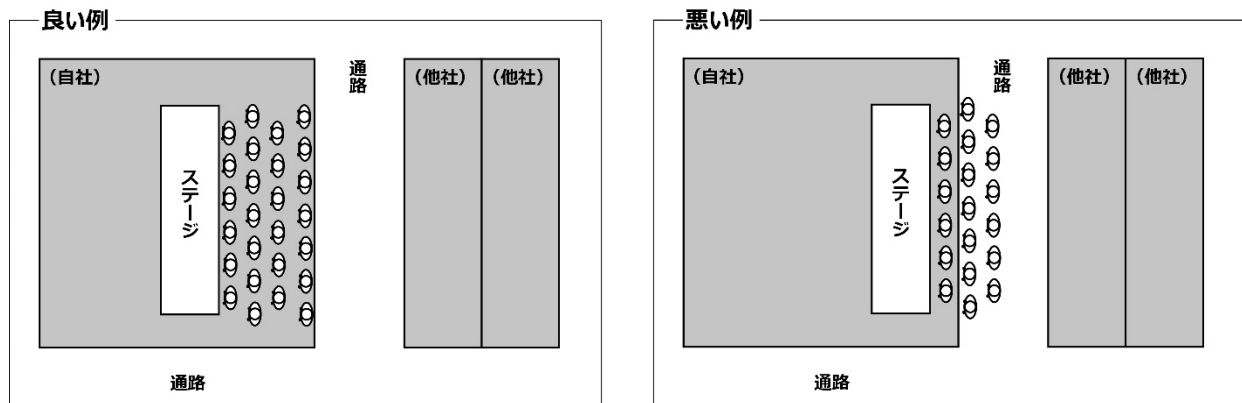 良い例
(自社)
通路
(他社)
(他社)
ステージ
通路
悪い例
(自社)
通路
(他社)
(他社)
ステージ
通路